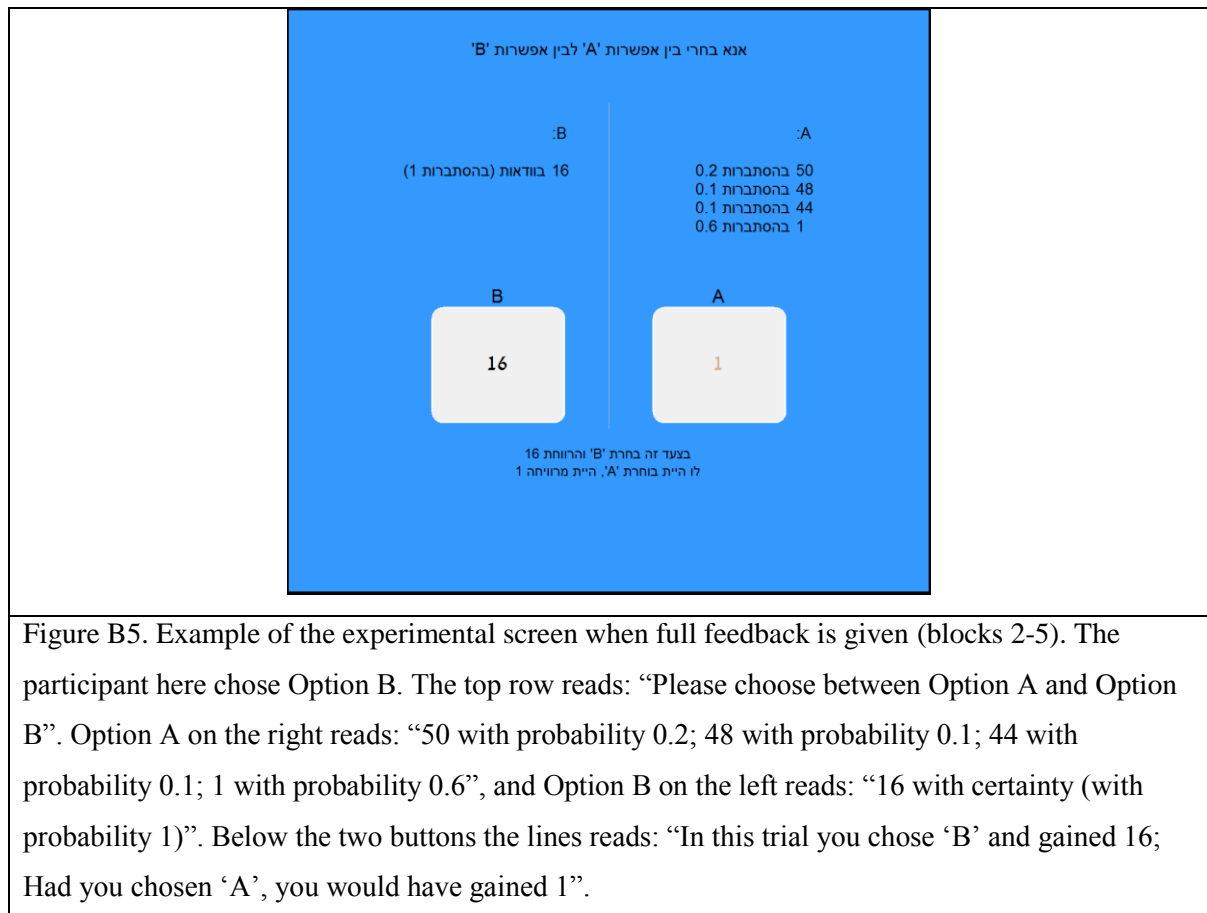 אנא בחרי בין אפשרות 'A' לבין אפשרות 'B'
A:
50 בהסתברות 0.2
48 בהסתברות 0.1
44 בהסתברות 0.1
1 בהסתברות 0.6
B:
16 בוודאות (בהסתברות 1)
A
1
B
16
בצעד זה בחרת 'B' והרווחת 16
לו היית בוחרת 'A', היית מרוויחה 1
Figure B5. Example of the experimental screen when full feedback is given (blocks 2-5). The
participant here chose Option B. The top row reads: “Please choose between Option A and Option
B”. Option A on the right reads: “50 with probability 0.2; 48 with probability 0.1; 44 with
probability 0.1; 1 with probability 0.6”, and Option B on the left reads: “16 with certainty (with
probability 1)”. Below the two buttons the lines reads: “In this trial you chose ‘B’ and gained 16;
Had you chosen ‘A’, you would have gained 1”.